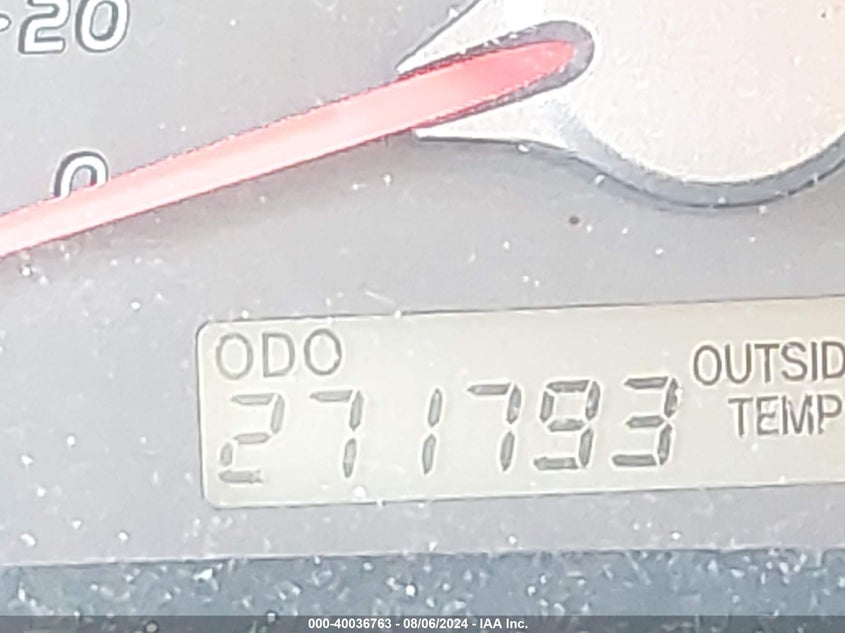 20
0
ODO
271793
OUTSID
TEMP
000-40036763 - 08/06/2024 - IAA Inc.